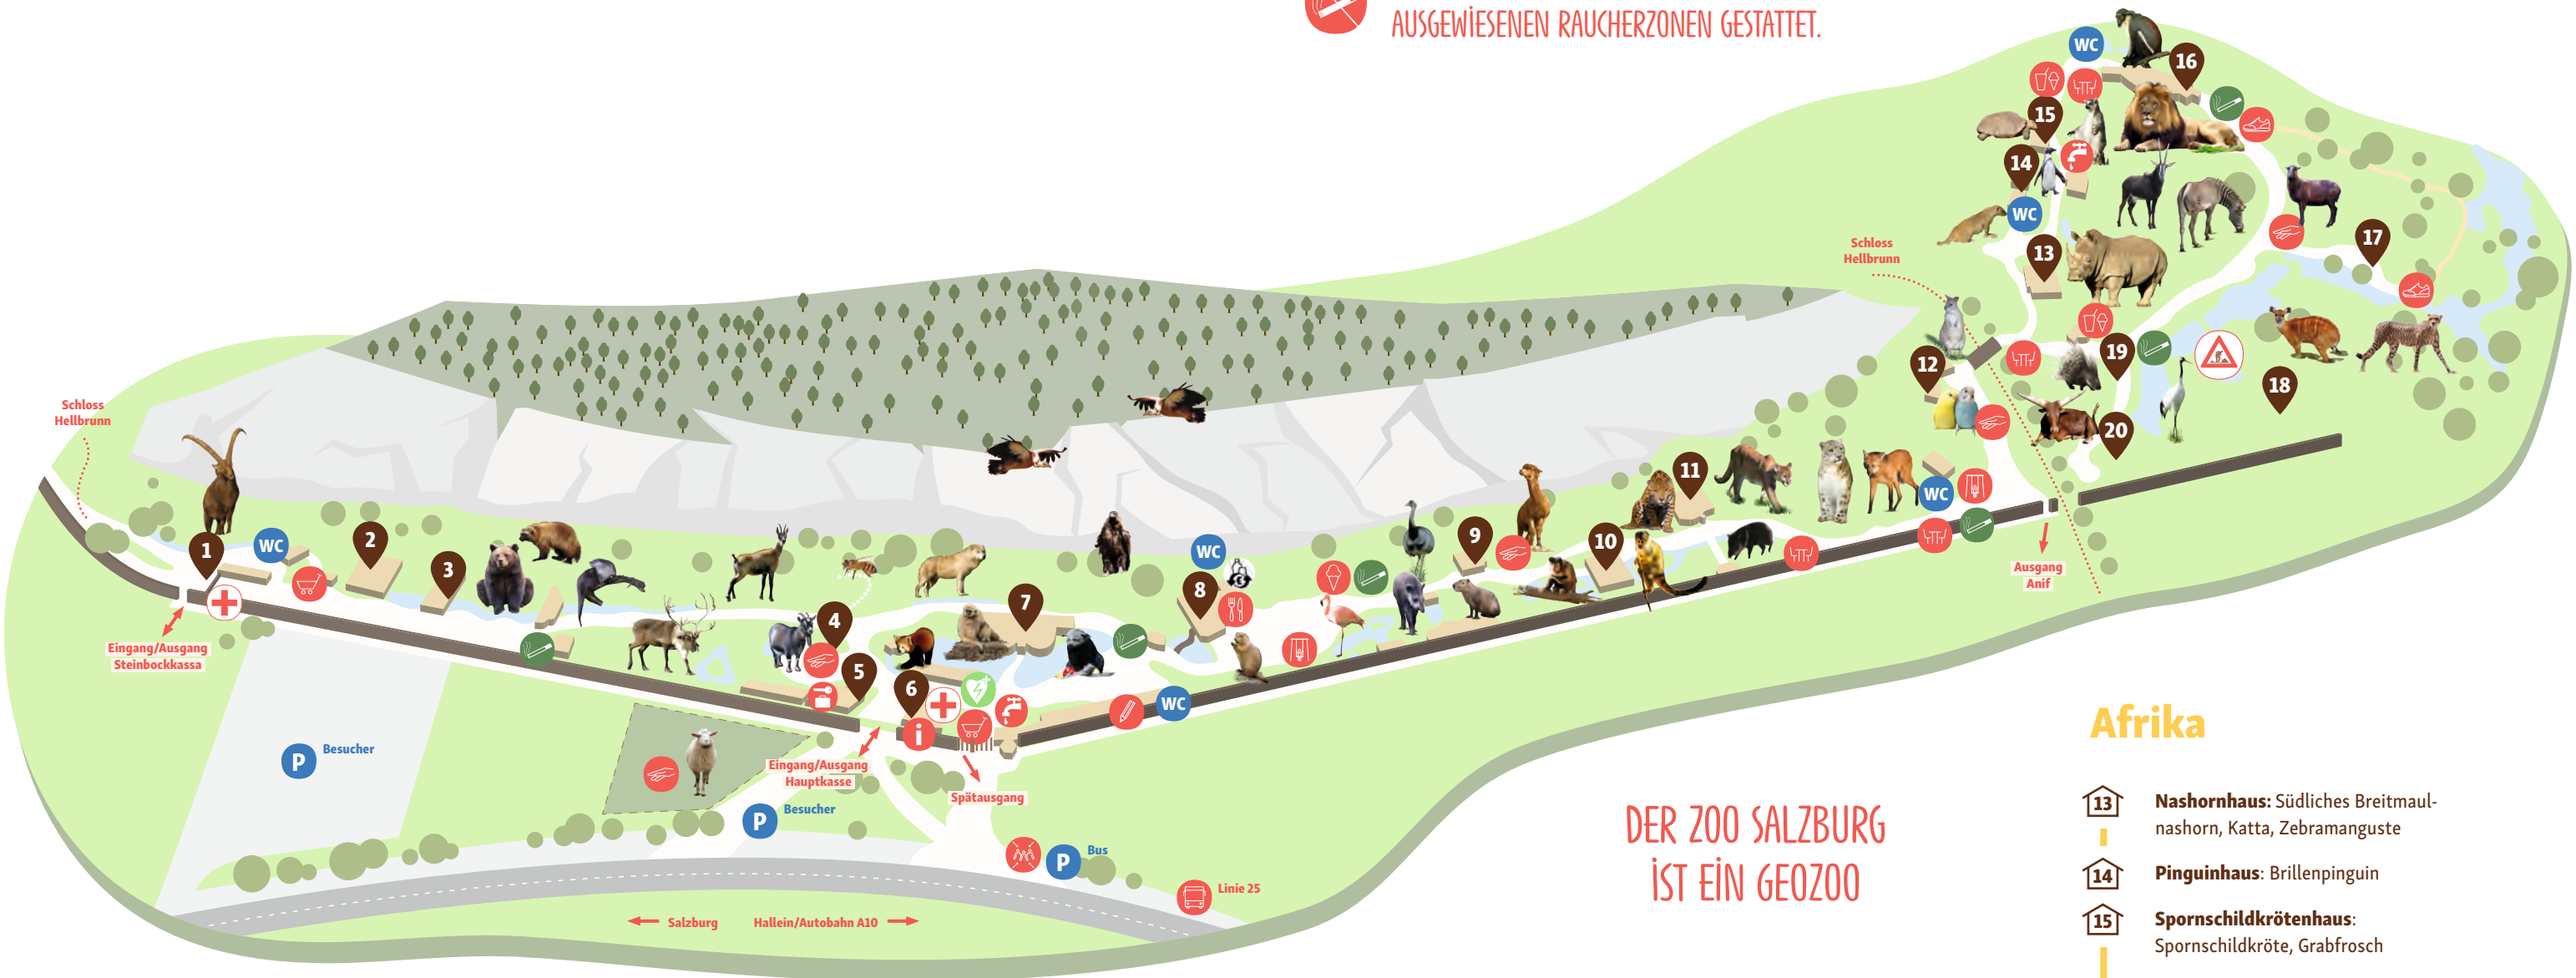 AUSGEWIESENEN RAUCHERZONEN GESTATTET.
WC
16
15
14
WC
13
17
Schloss
Hellbrunn
12
19
18
20
Schloss
Hellbrunn
11
WC
1
WC
2
3
WC
8
9
10
Ausgang
Anif
4
7
5
6
WC
i
Eingang/Ausgang
Steinbockkassa
Eingang/Ausgang
Hauptkasse
Spätausgang
P
Besucher
P
Besucher
P
Bus
Linie 25
Salzburg
Hallein/Autobahn A10
DER ZOO SALZBURG
IST EIN GEOZOO
Afrika
13
Nashornhaus: Südliches Breitmaul-
nashorn, Katta, Zebramanguste
14
Pinguinhaus: Brillenpinguin
15
Spornschildkrötenhaus:
Spornschildkröte, Grabfrosch